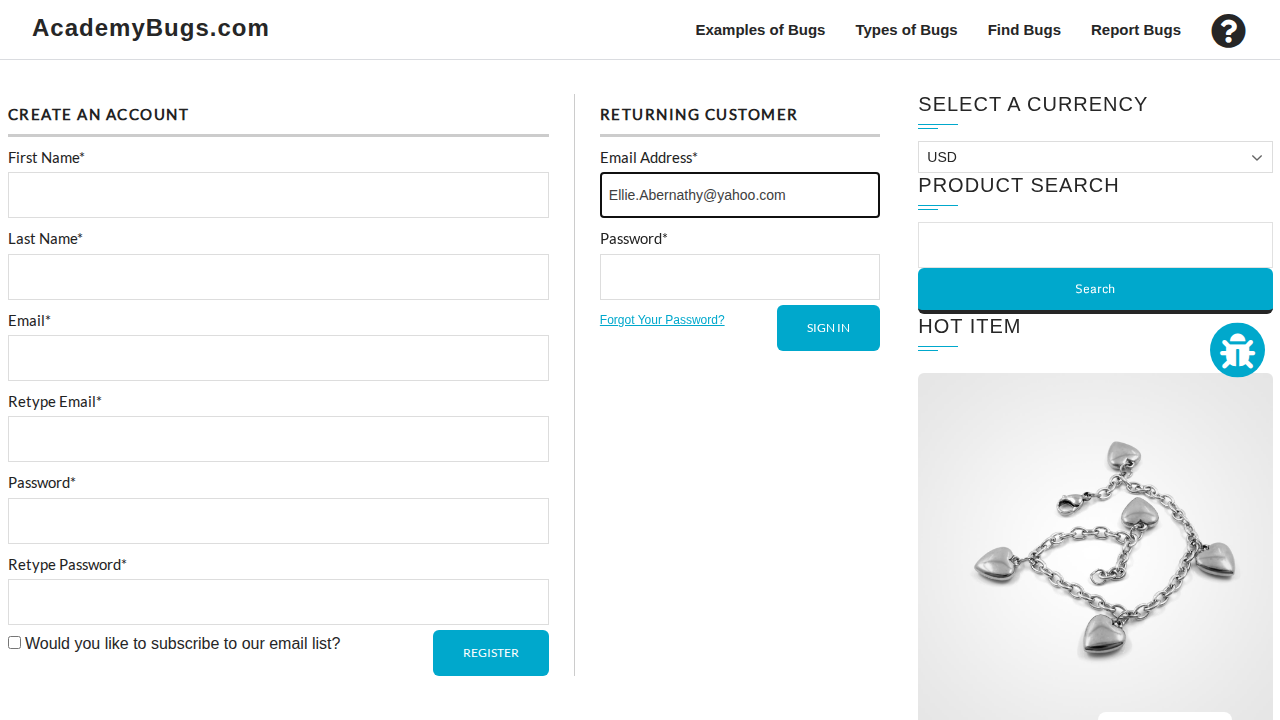 AcademyBugs.com
Examples of Bugs
Types of Bugs
Find Bugs
Report Bugs
?
CREATE AN ACCOUNT
First Name*
Last Name*
Email*
Retype Email*
Password*
Retype Password*
Would you like to subscribe to our email list?
REGISTER
RETURNING CUSTOMER
Email Address*
Ellie.Abernathy@yahoo.com
Password*
Forgot Your Password?
SIGN IN
SELECT A CURRENCY
USD
PRODUCT SEARCH
Search
HOT ITEM